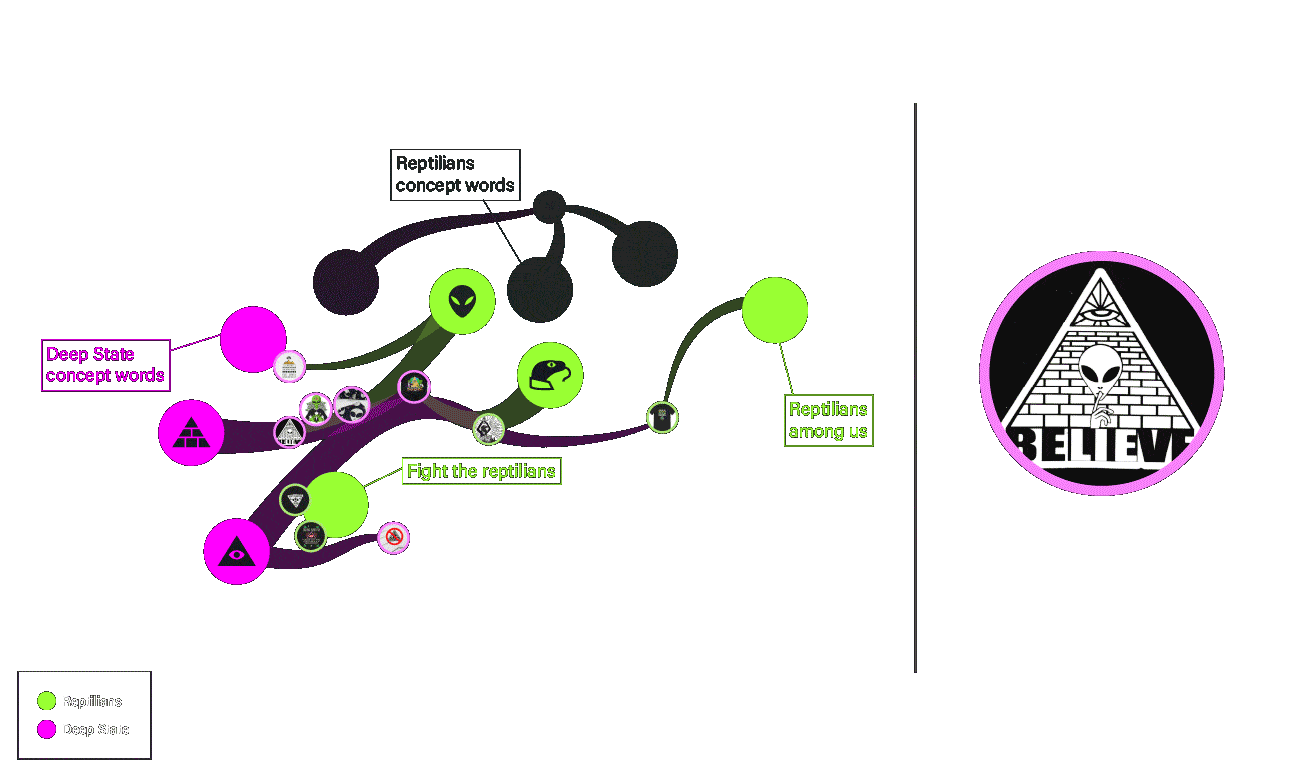 Reptilians
concept words
Deep State
concept words
Reptilians
among us
Fight the reptilians
BELIEVE
Reptilians
Deep State